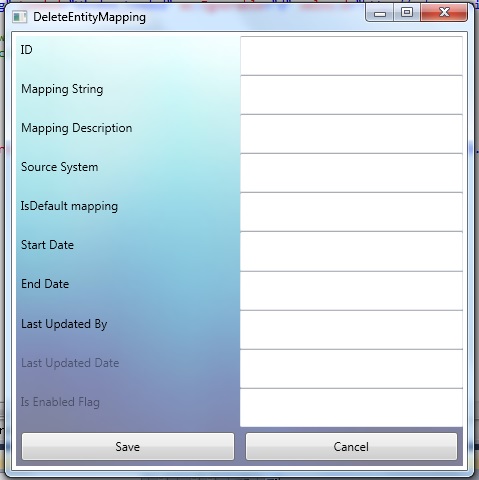 DeleteEntityMapping
ID
Mapping String
Mapping Description
Source System
IsDefault mapping
Start Date
End Date
Last Updated By
Last Updated Date
Is Enabled Flag
Save Cancel